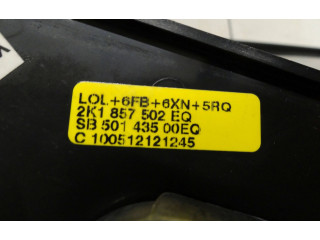 LOL+6FB+6XN+5RQ
2K1 857 502 EQ
SB 501 435 00EQ
C 100512121245